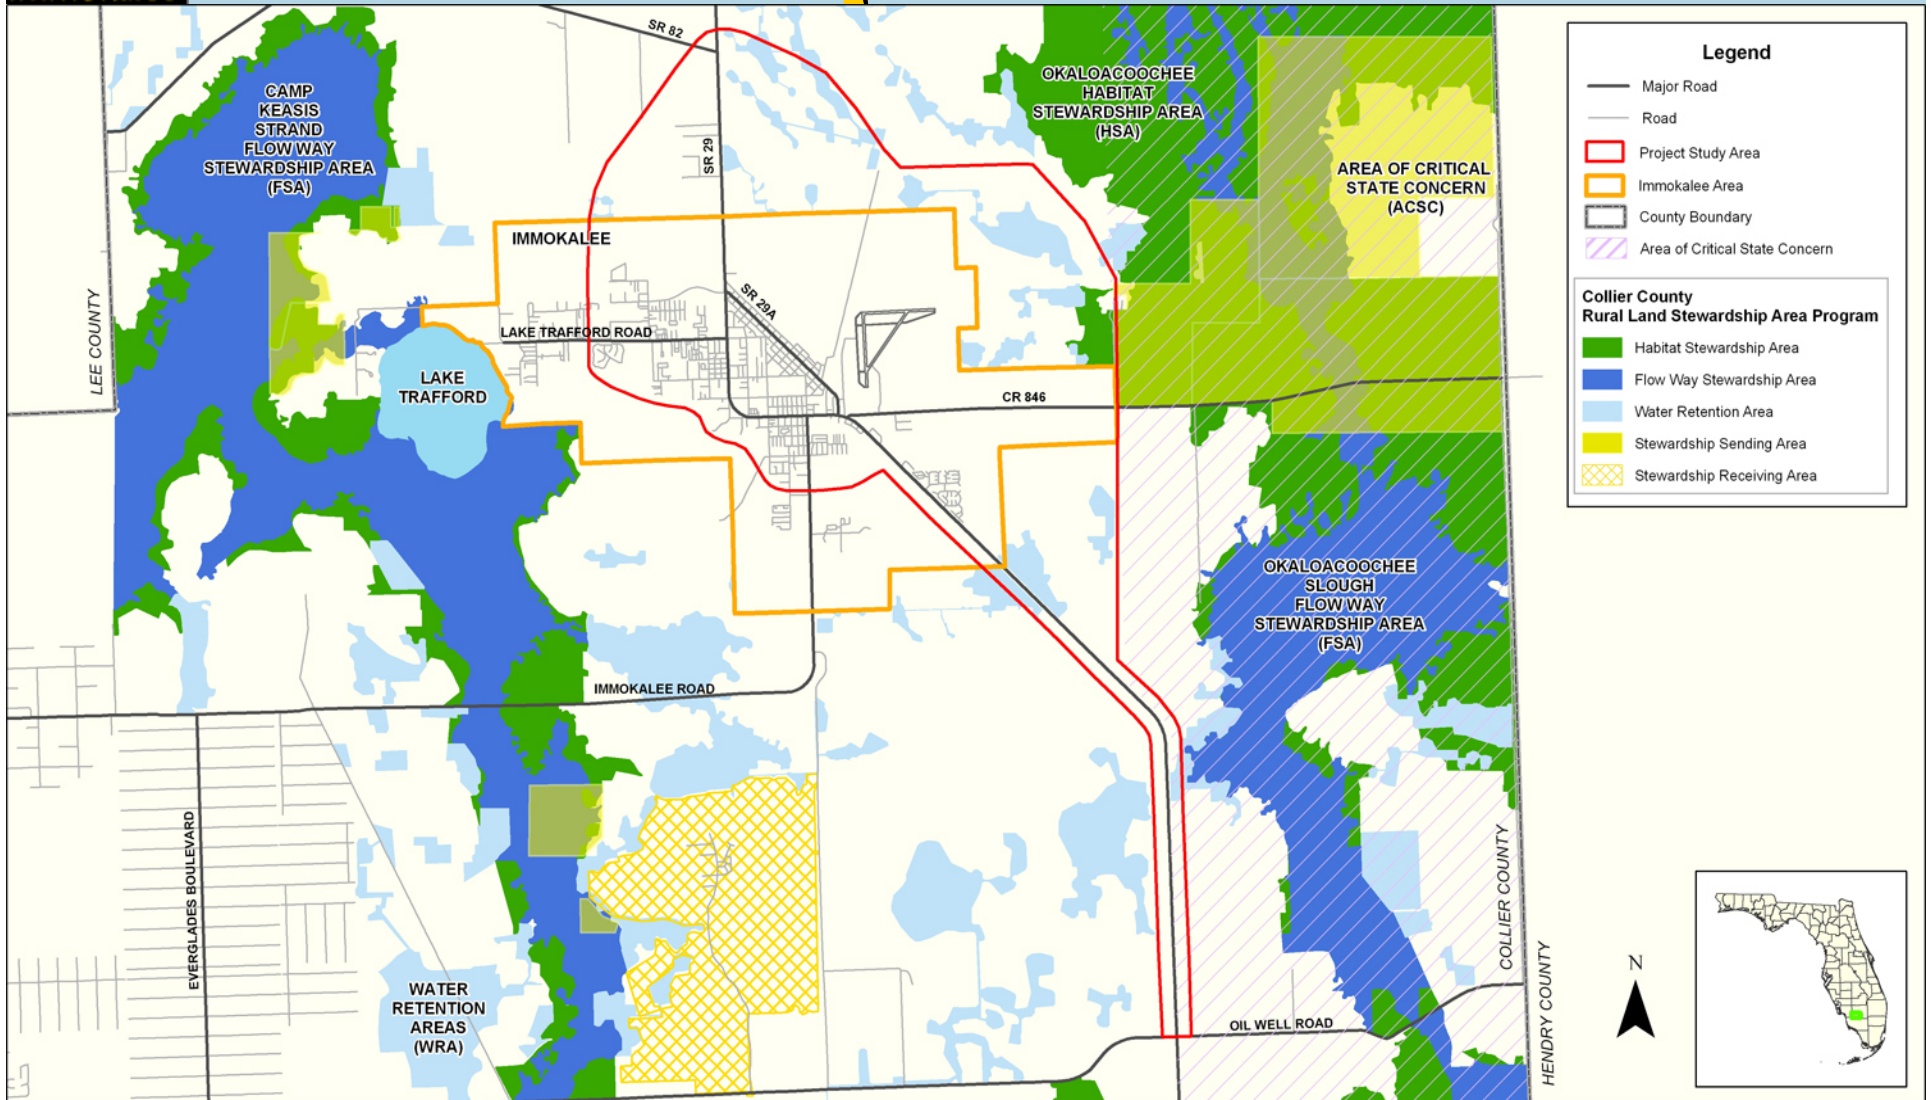 SR 82
CAMP
KEASIS
STRAND
FLOW WAY
STEWARDSHIP AREA
(FSA)
SR 29
OKALOACOOCHEE
HABITAT
STEWARDSHIP AREA
(HSA)
AREA OF CRITICAL
STATE CONCERN
(ACSC)
IMMOKALEE
SR 29A
LAKE TRAFFORD ROAD
LEE COUNTY
LAKE
TRAFFORD
CR 846
OKALOACOOCHEE
SLOUGH
FLOW WAY
STEWARDSHIP AREA
(FSA)
IMMOKALEE ROAD
EVERGLADES BOULEVARD
WATER
RETENTION
AREAS
(WRA)
OIL WELL ROAD
COLLIER COUNTY
HENDRY COUNTY
Legend
Major Road
Road
Project Study Area
Immokalee Area
County Boundary
Area of Critical State Concern
Collier County
Rural Land Stewardship Area Program
Habitat Stewardship Area
Flow Way Stewardship Area
Water Retention Area
Stewardship Sending Area
Stewardship Receiving Area
N